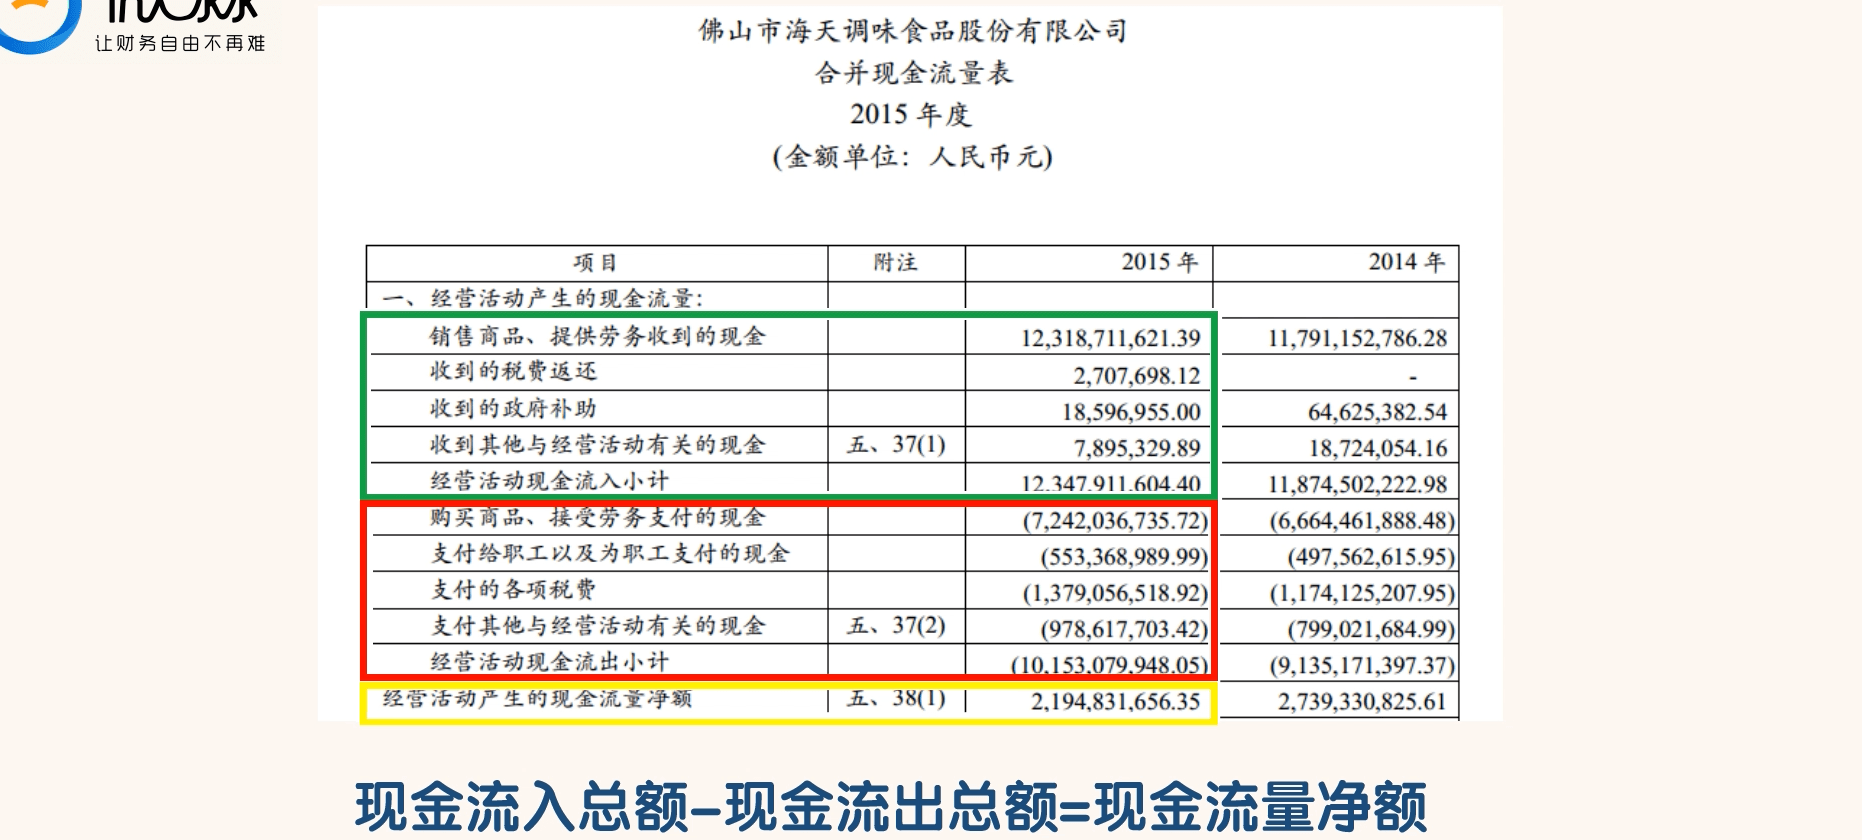 让财务自由不再难
佛山市海天调味食品股份有限公司
合并现金流量表
2015 年度
(金额单位：人民币元)
项目 附注 2015 年 2014 年
一、经营活动产生的现金流量:
销售商品、提供劳务收到的现金 12,318,711,621.39 11,791,152,786.28
收到的税费返还 2,707,698.12 -
收到的政府补助 18,596,955.00 64,625,382.54
收到其他与经营活动有关的现金 五、37(1) 7,895,329.89 18,724,054.16
经营活动现金流入小计 12,347,911,604.40 11,874,502,222.98
购买商品、接受劳务支付的现金 (7,242,036,735.72) (6,664,461,888.48)
支付给职工以及为职工支付的现金 (553,368,989.99) (497,562,615.95)
支付的各项税费 (1,379,056,518.92) (1,174,125,207.95)
支付其他与经营活动有关的现金 五、37(2) (978,617,703.42) (799,021,684.99)
经营活动现金流出小计 (10,153,079,948.05) (9,135,171,397.37)
经营活动产生的现金流量净额 五、38(1) 2,194,831,656.35 2,739,330,825.61
现金流入总额-现金流出总额=现金流量净额